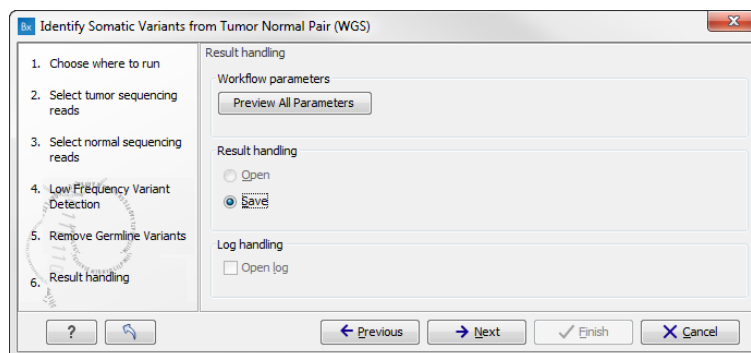 Bx Identify Somatic Variants from Tumor Normal Pair (WGS)
1. Choose where to run
2. Select tumor sequencing
reads
3. Select normal sequencing
reads
4. Low Frequency Variant
Detection
5. Remove Germline Variants
6. Result handling
Result handling
Workflow parameters
Preview All Parameters
Result handling
Open
Save
Log handling
Open log
?
Previous
Next
Finish
Cancel